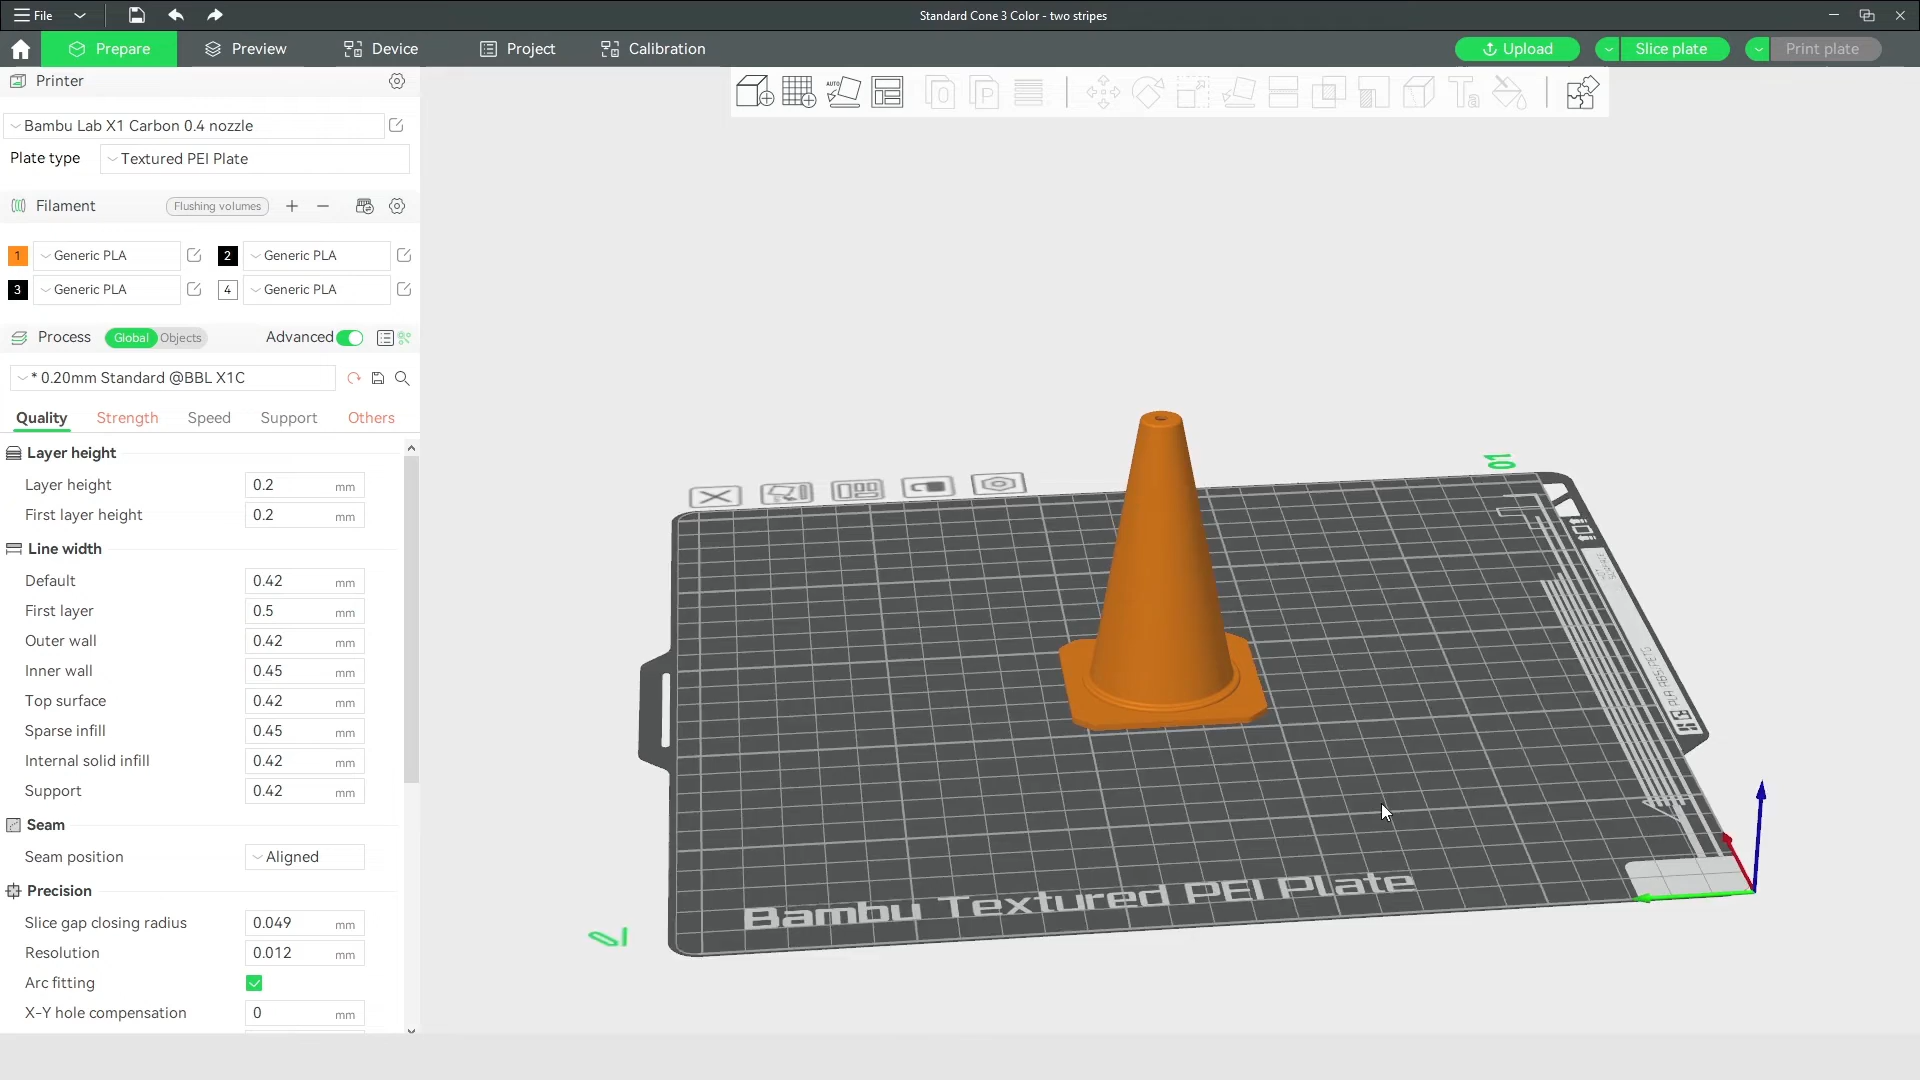 File
Standard Cone 3 Color - two stripes
Prepare
Preview
Device
Project
Calibration
Upload
Slice plate
Print plate
Printer
AUTO
0
P
Ta
Bambu Lab X1 Carbon 0.4 nozzle
Plate type
Textured PEI Plate
Filament
Flushing volumes
1 Generic PLA
2 Generic PLA
3 Generic PLA
4 Generic PLA
Process
Global
Objects
Advanced
* 0.20mm Standard @BBL X1C
Quality
Strength
Speed
Support
Others
Layer height
Layer height 0.2 mm
First layer height 0.2 mm
Line width
Default 0.42 mm
First layer 0.5 mm
Outer wall 0.42 mm
Inner wall 0.45 mm
Top surface 0.42 mm
Sparse infill 0.45 mm
Internal solid infill 0.42 mm
Support 0.42 mm
Seam
Seam position Aligned
Precision
Slice gap closing radius 0.049 mm
Resolution 0.012 mm
Arc fitting
X-Y hole compensation 0 mm
01
PLA ABS/PETG
Bambu Textured PEI Plate